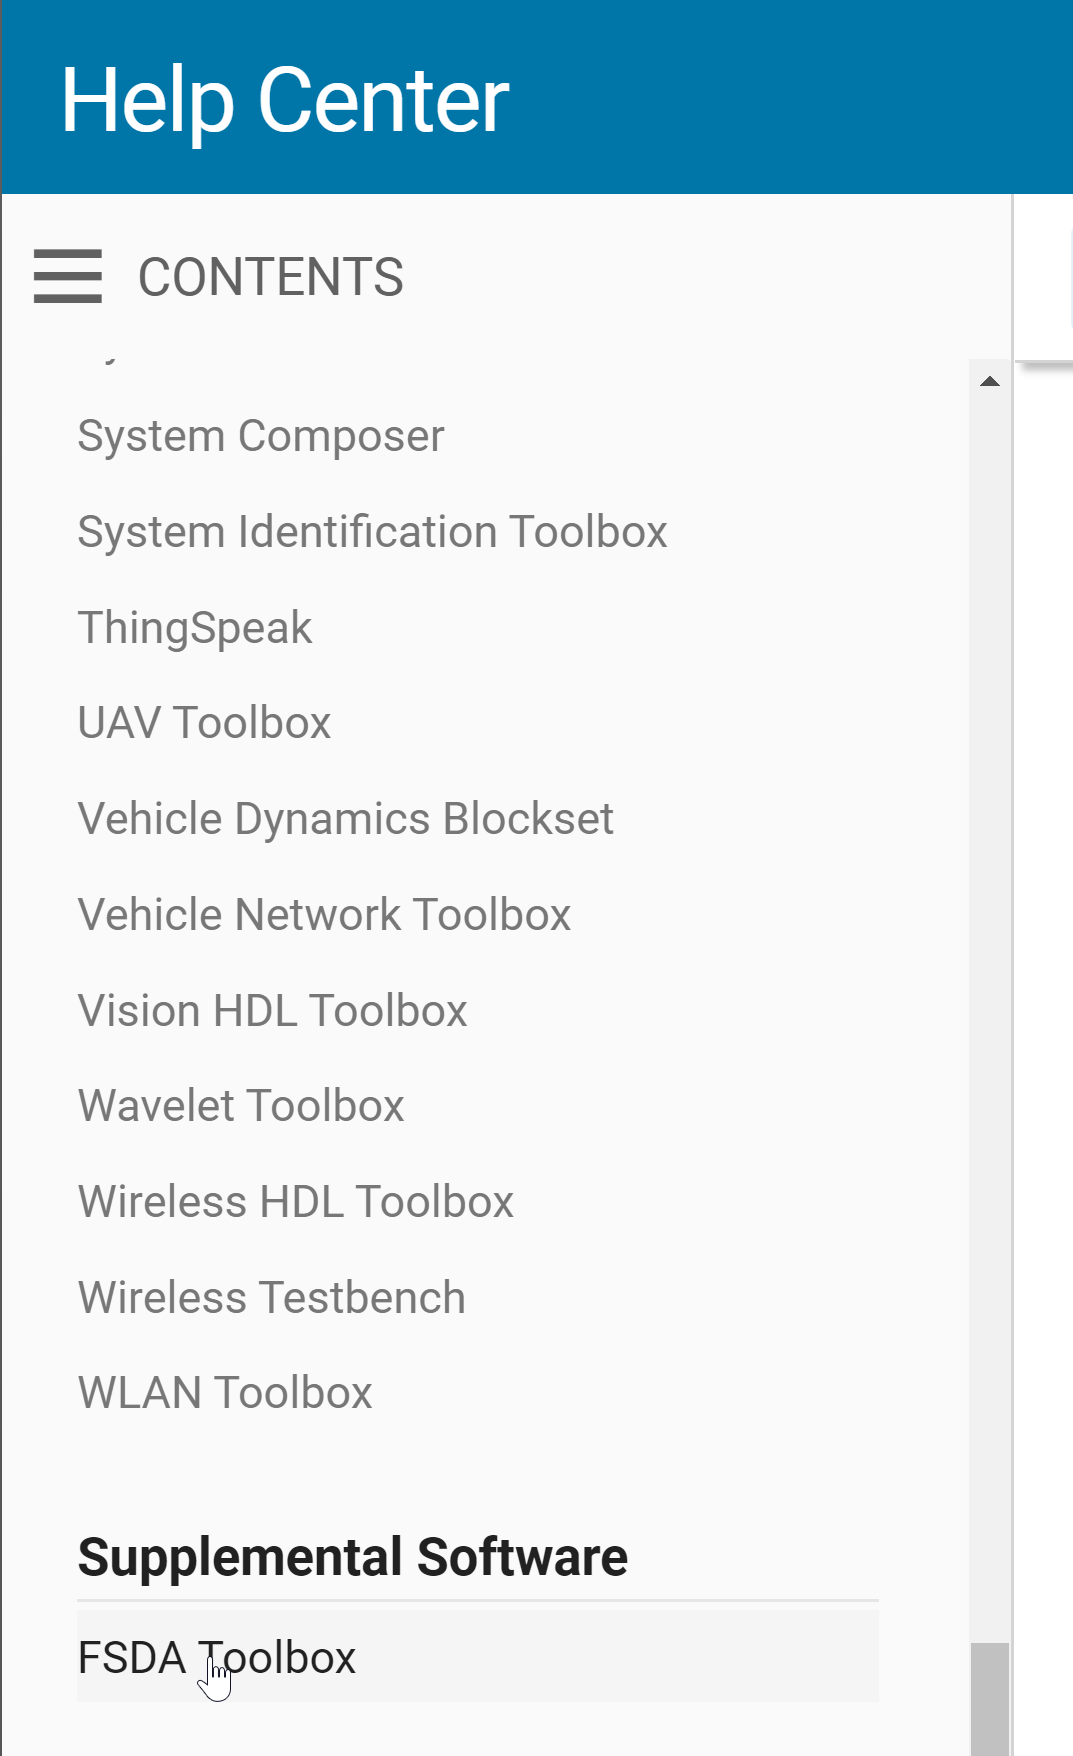 Help Center
CONTENTS
System Composer
System Identification Toolbox
ThingSpeak
UAV Toolbox
Vehicle Dynamics Blockset
Vehicle Network Toolbox
Vision HDL Toolbox
Wavelet Toolbox
Wireless HDL Toolbox
Wireless Testbench
WLAN Toolbox
Supplemental Software
FSDA Toolbox